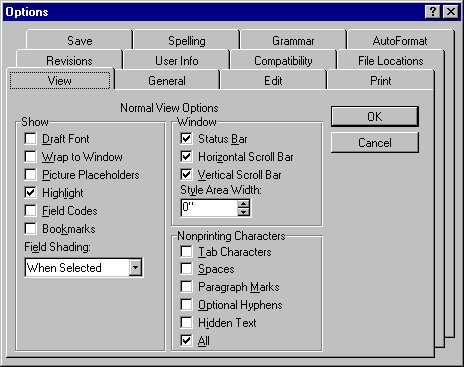 Options
Save Spelling Grammar AutoFormat
Revisions User Info Compatibility File Locations
View General Edit Print
Normal View Options
Show
Draft Font
Wrap to Window
Picture Placeholders
Highlight
Field Codes
Bookmarks
Field Shading:
When Selected
Window
Status Bar
Horizontal Scroll Bar
Vertical Scroll Bar
Style Area Width:
0"
Nonprinting Characters
Tab Characters
Spaces
Paragraph Marks
Optional Hyphens
Hidden Text
All
OK
Cancel